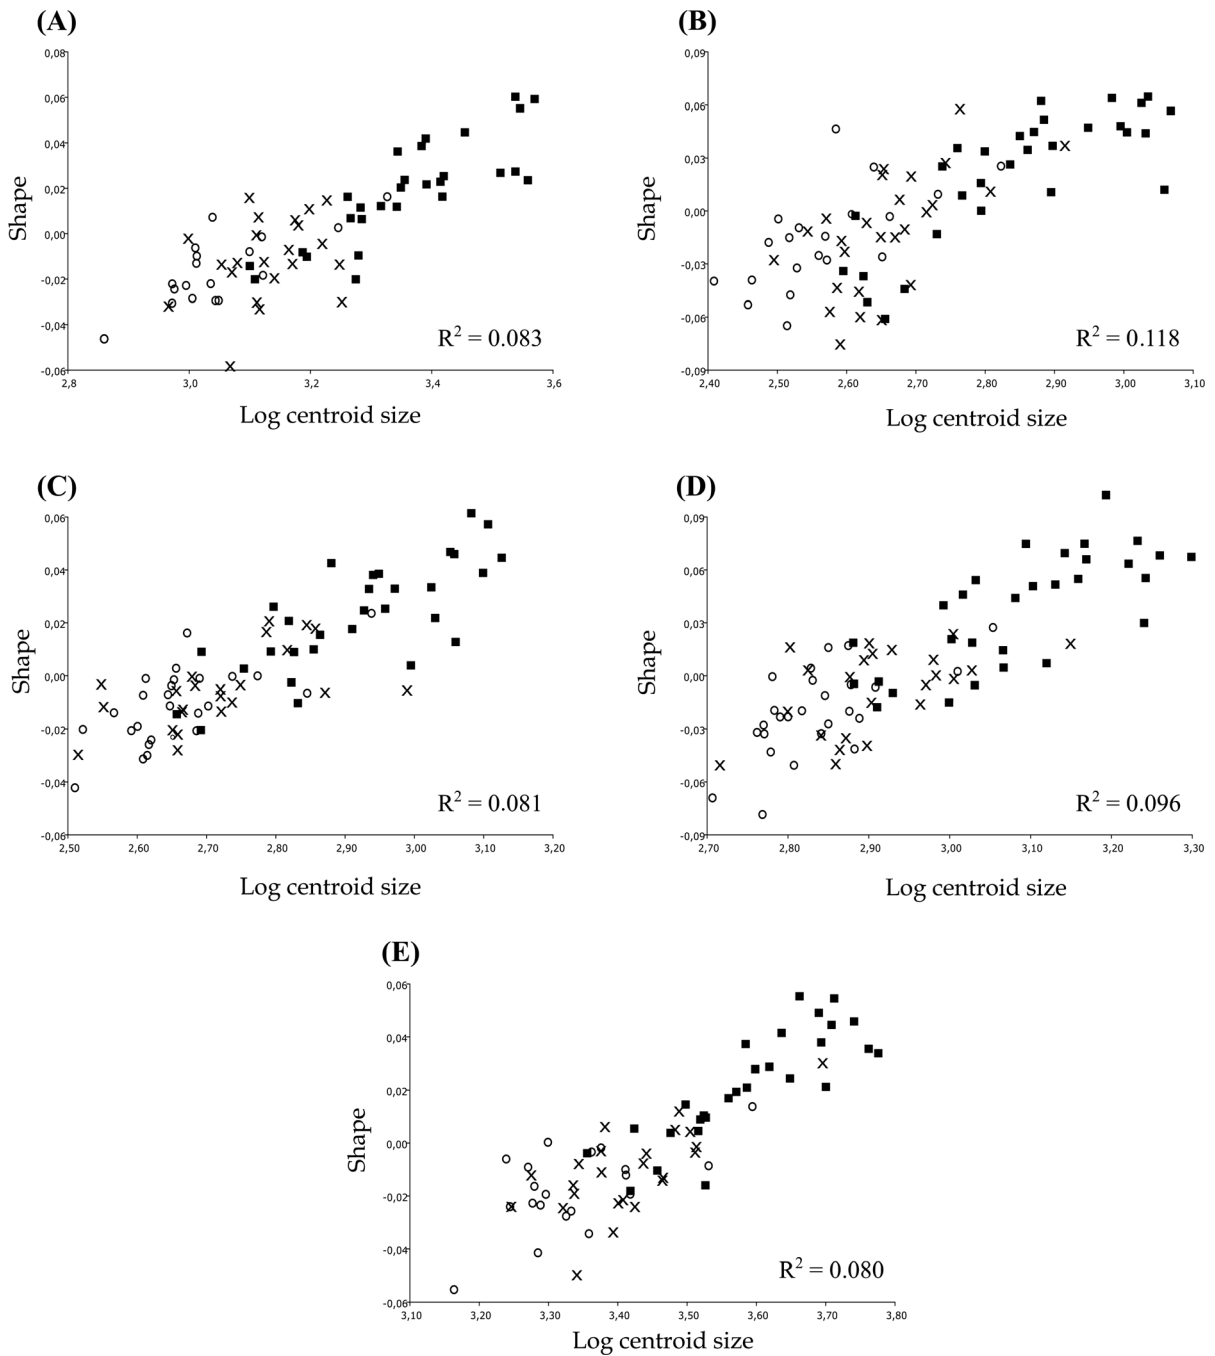 (A)
0,08
0,06
0,04
0,02
0,00
-0,02
-0,04
-0,06
Shape
2,8 3,0 3,2 3,4 3,6
R² = 0.083
Log centroid size
(B)
0,09
0,06
0,03
0,00
-0,03
-0,06
-0,09
Shape
2,40 2,50 2,60 2,70 2,80 2,90 3,00 3,10
R² = 0.118
Log centroid size
(C)
0,06
0,04
0,02
0,00
-0,02
-0,04
-0,06
Shape
2,50 2,60 2,70 2,80 2,90 3,00 3,10 3,20
R² = 0.081
Log centroid size
(D)
0,09
0,06
0,03
0,00
-0,03
-0,06
-0,09
Shape
2,70 2,80 2,90 3,00 3,10 3,20 3,30
R² = 0.096
Log centroid size
(E)
0,06
0,04
0,02
0,00
-0,02
-0,04
-0,06
Shape
3,10 3,20 3,30 3,40 3,50 3,60 3,70 3,80
R² = 0.080
Log centroid size